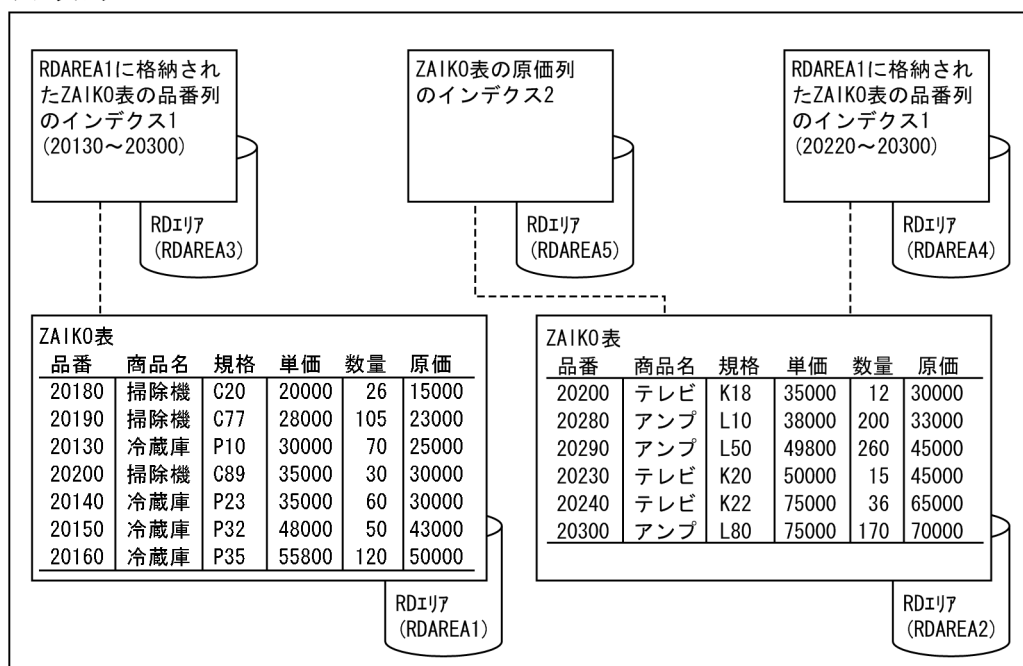 RDAREA1に格納され
たZAIKO表の品番列
のインデクス1
(20130～20300)
RDエリア
(RDAREA3)
ZAIKO表の原価列
のインデクス2
RDエリア
(RDAREA5)
RDAREA1に格納され
たZAIKO表の品番列
のインデクス1
(20220～20300)
RDエリア
(RDAREA4)
ZAIKO表
品番 商品名 規格 単価 数量 原価
20180 掃除機 C20 20000 26 15000
20190 掃除機 C77 28000 105 23000
20130 冷蔵庫 P10 30000 70 25000
20200 掃除機 C89 35000 30 30000
20140 冷蔵庫 P23 35000 60 30000
20150 冷蔵庫 P32 48000 50 43000
20160 冷蔵庫 P35 55800 120 50000
RDエリア
(RDAREA1)
ZAIKO表
品番 商品名 規格 単価 数量 原価
20200 テレビ K18 35000 12 30000
20280 アンプ L10 38000 200 33000
20290 アンプ L50 49800 260 45000
20230 テレビ K20 50000 15 45000
20240 テレビ K22 75000 36 65000
20300 アンプ L80 75000 170 70000
RDエリア
(RDAREA2)